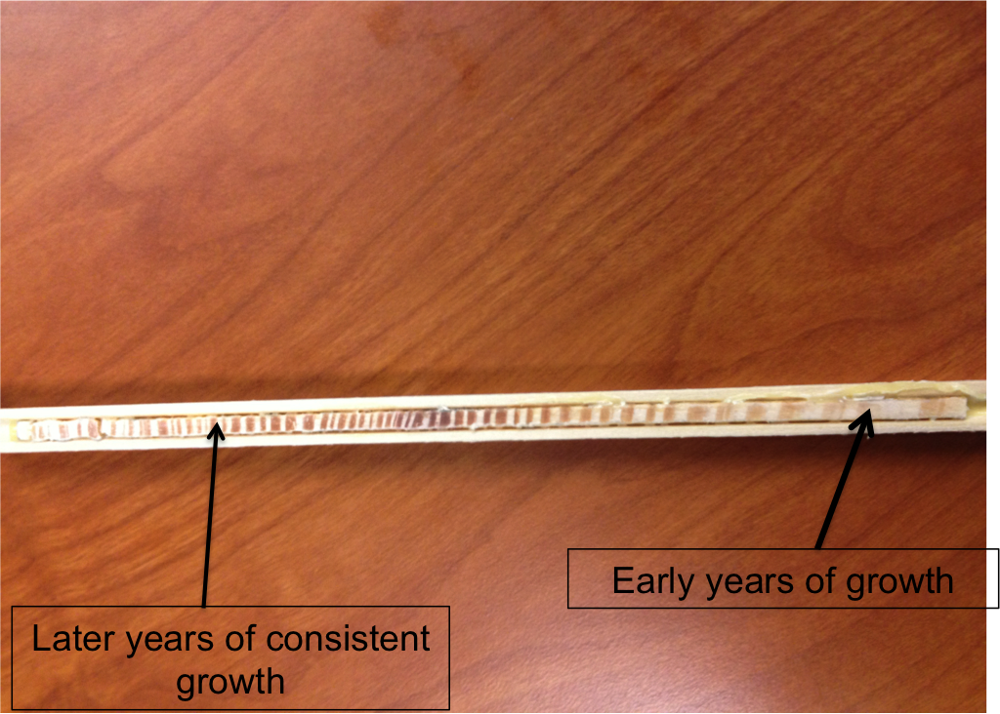 Early years of growth
Later years of consistent
growth